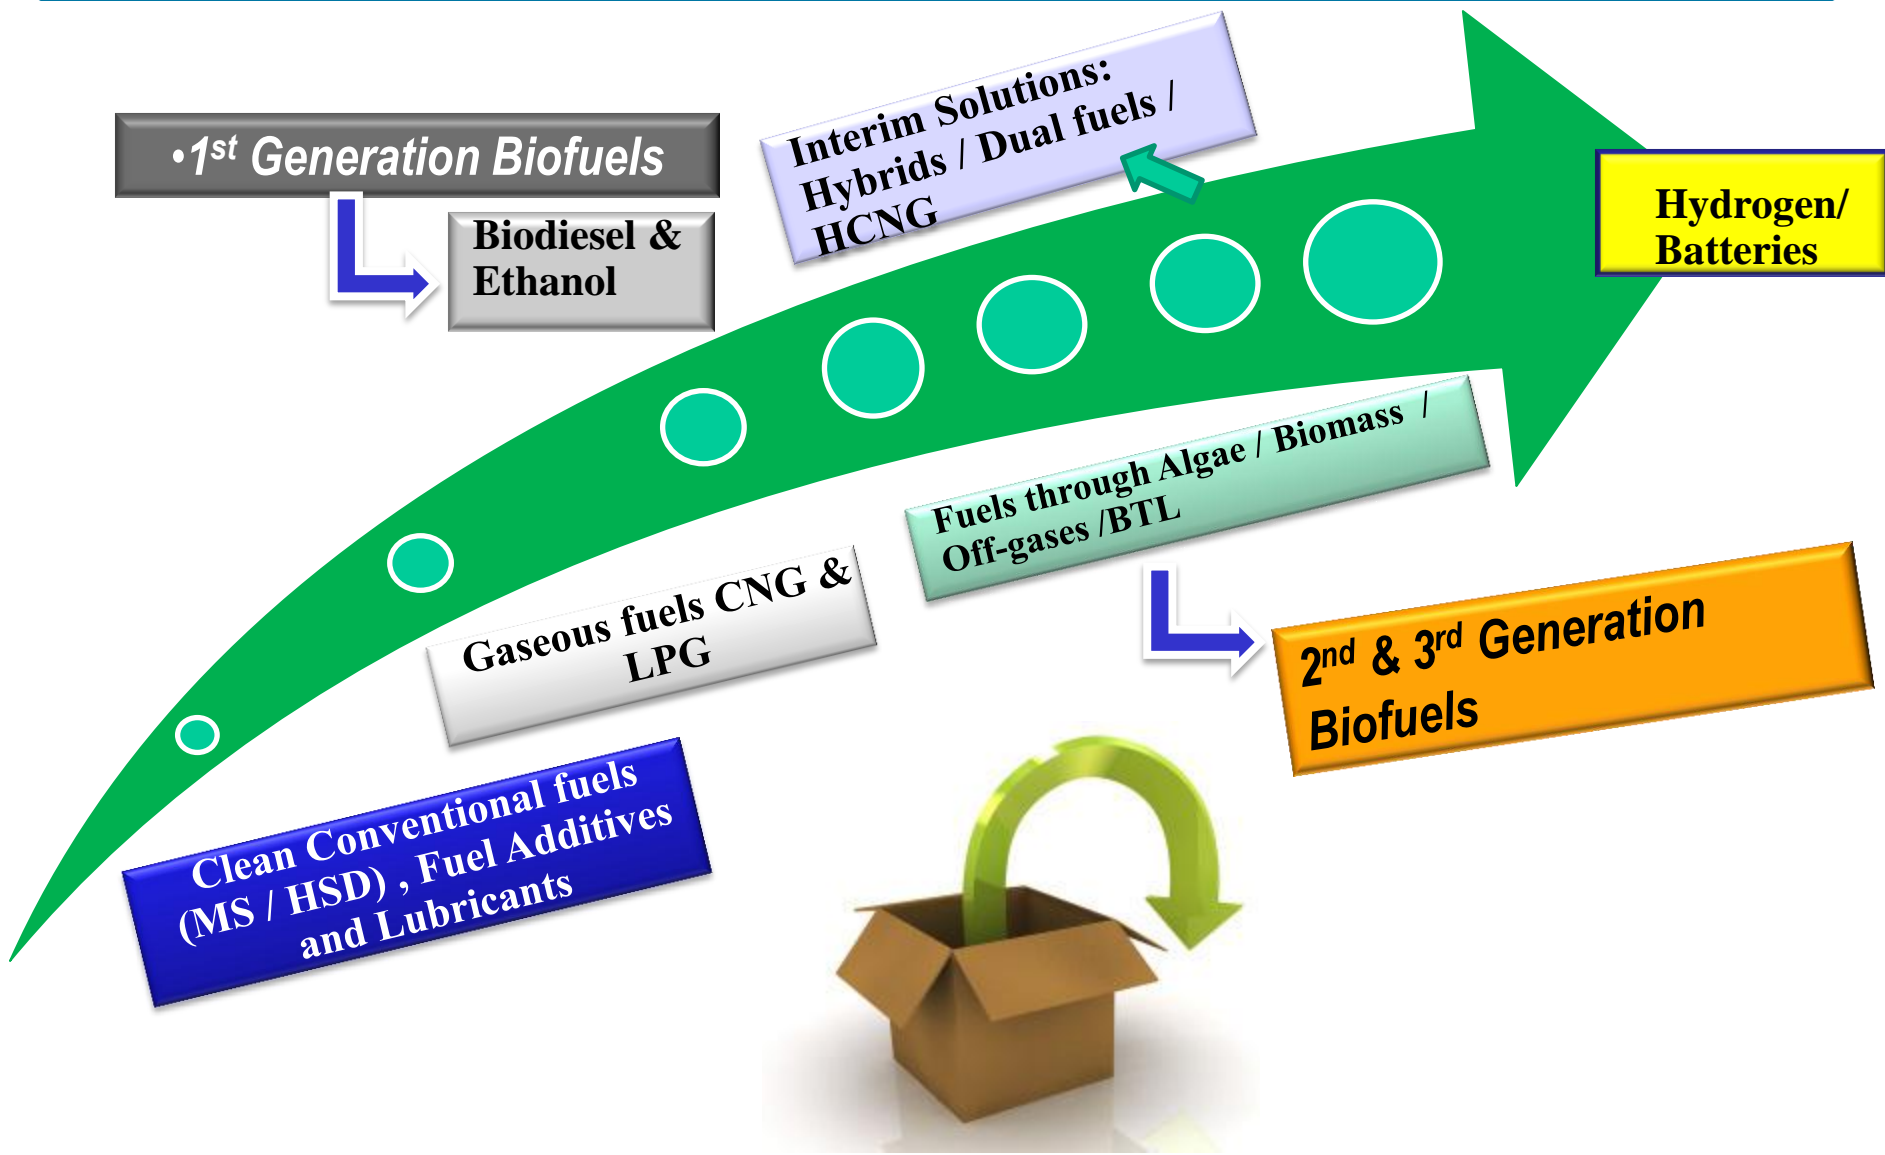 •1st Generation Biofuels
Biodiesel &
Ethanol
Interim Solutions:
Hybrids / Dual fuels /
HCNG
Hydrogen/
Batteries
Fuels through Algae / Biomass /
Off-gases /BTL
2nd & 3rd Generation
Biofuels
Gaseous fuels CNG &
LPG
Clean Conventional fuels
(MS / HSD) , Fuel Additives
and Lubricants